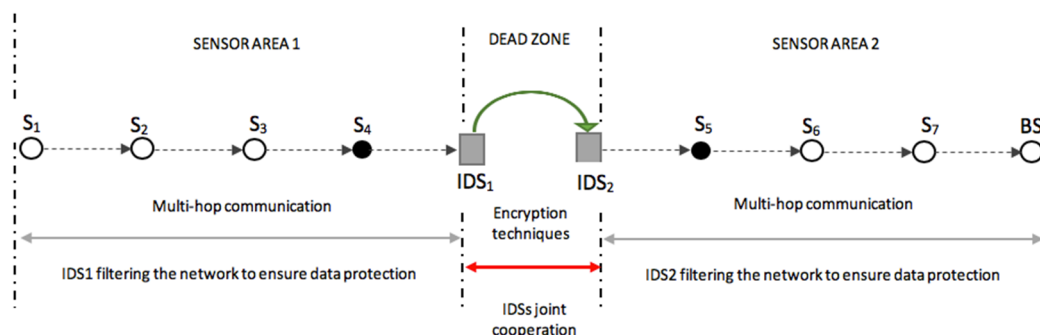 SENSOR AREA 1
DEAD ZONE
SENSOR AREA 2
S1
S2
S3
S4
S5
S6
S7
BS
IDS1
IDS2
Multi-hop communication
Encryption
techniques
Multi-hop communication
IDS1 filtering the network to ensure data protection
IDS2 filtering the network to ensure data protection
IDSs joint
cooperation